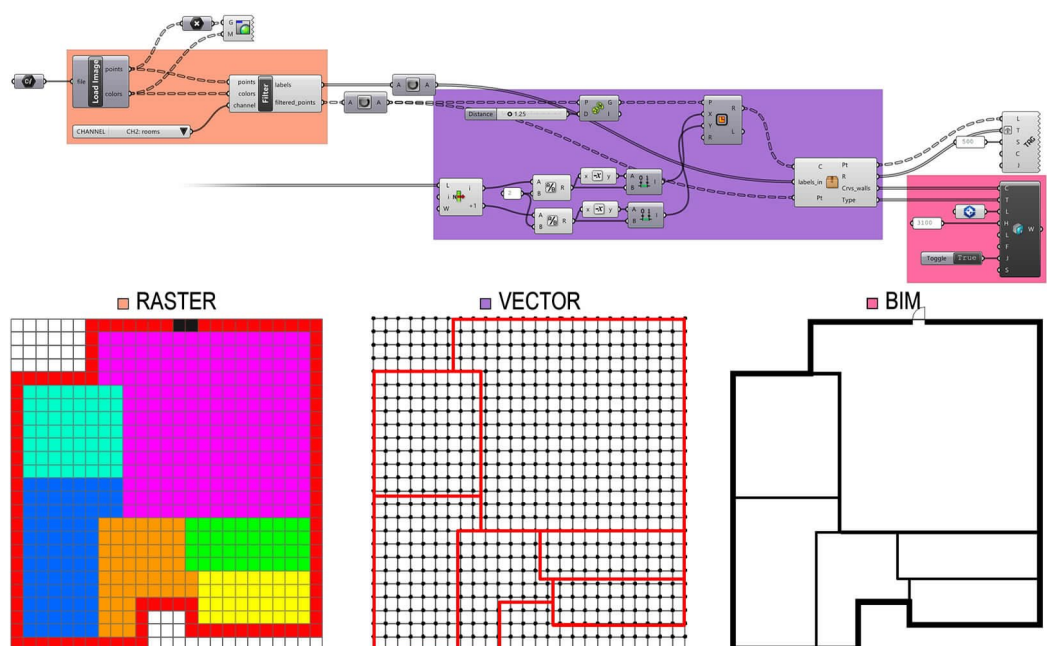 G
M
file
Load Image
points
colors
points
colors
channel
Filter
labels
filtered_points
CHANNEL CH2: rooms
A A
A A
Distance 1.25
P
D
G
I
P
X
Y
R
R
L
L
i
W
i
+1
2
A
B
R
x -x y
A
B
I
A
B
R
x -x y
A
B
I
C
labels_in
Pt
Pt
R
Crvs_walls
Type
500
L
T
S
C
J
TAG
3100
Toggle True
C
T
L
H
L
F
J
S
W
RASTER
VECTOR
BIM